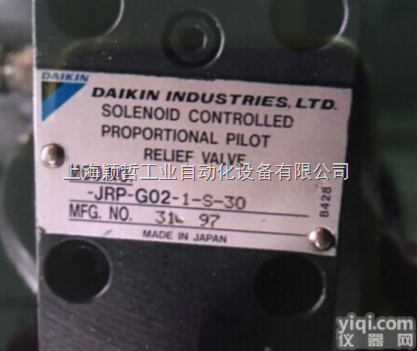 DAIKIN
DAIKIN INDUSTRIES, LTD.
SOLENOID CONTROLLED
PROPORTIONAL PILOT
RELIEF VALVE
上海颖哲工业自动化设备有限公司
-JRP-G02-1-S-30
MFG. NO. 97
MADE IN JAPAN
8428
yiqi.com
仪器网